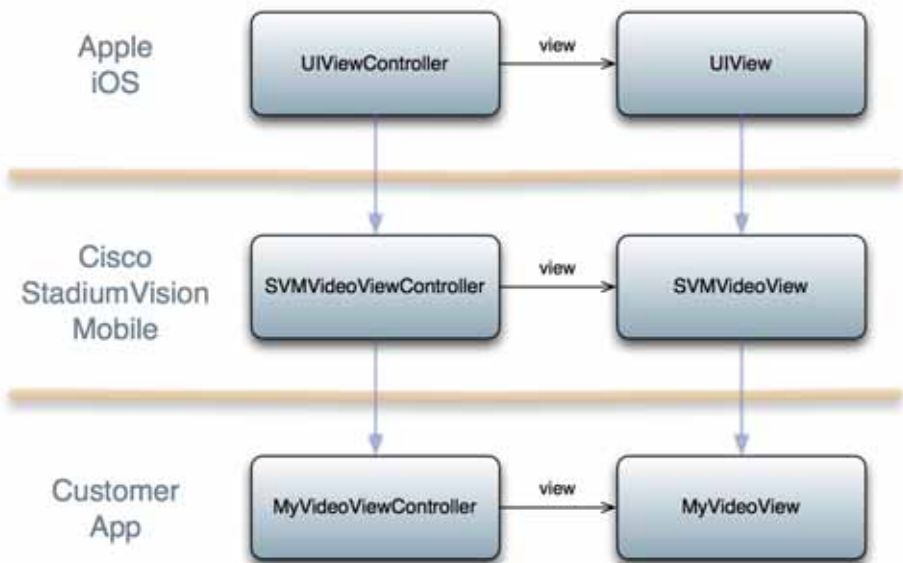 Apple
iOS
UIViewController
view
UIView
Cisco
StadiumVision
Mobile
SVMVideoViewController
view
SVMVideoView
Customer
App
MyVideoViewController
view
MyVideoView